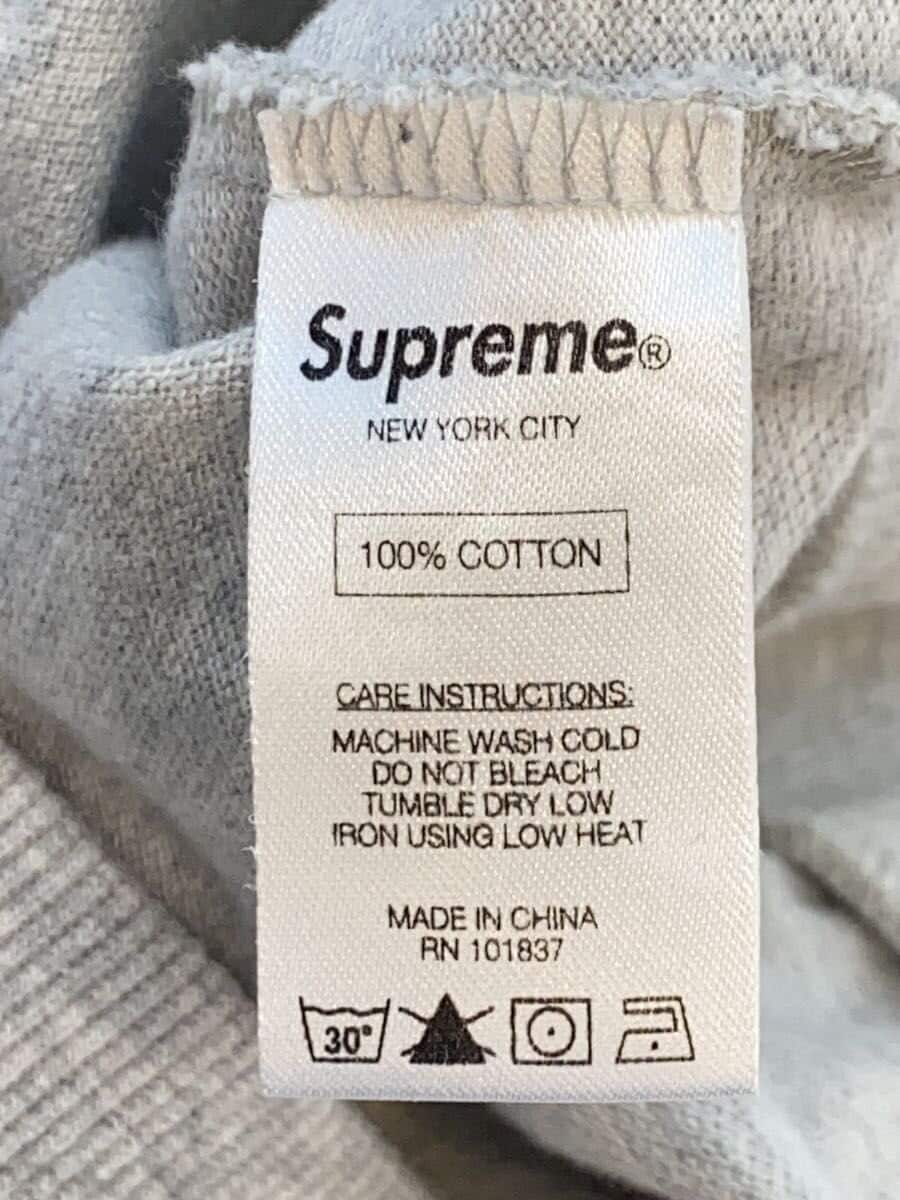 Supreme®
NEW YORK CITY
100% COTTON
CARE INSTRUCTIONS:
MACHINE WASH COLD
DO NOT BLEACH
TUMBLE DRY LOW
IRON USING LOW HEAT
MADE IN CHINA
RN 101837
30°